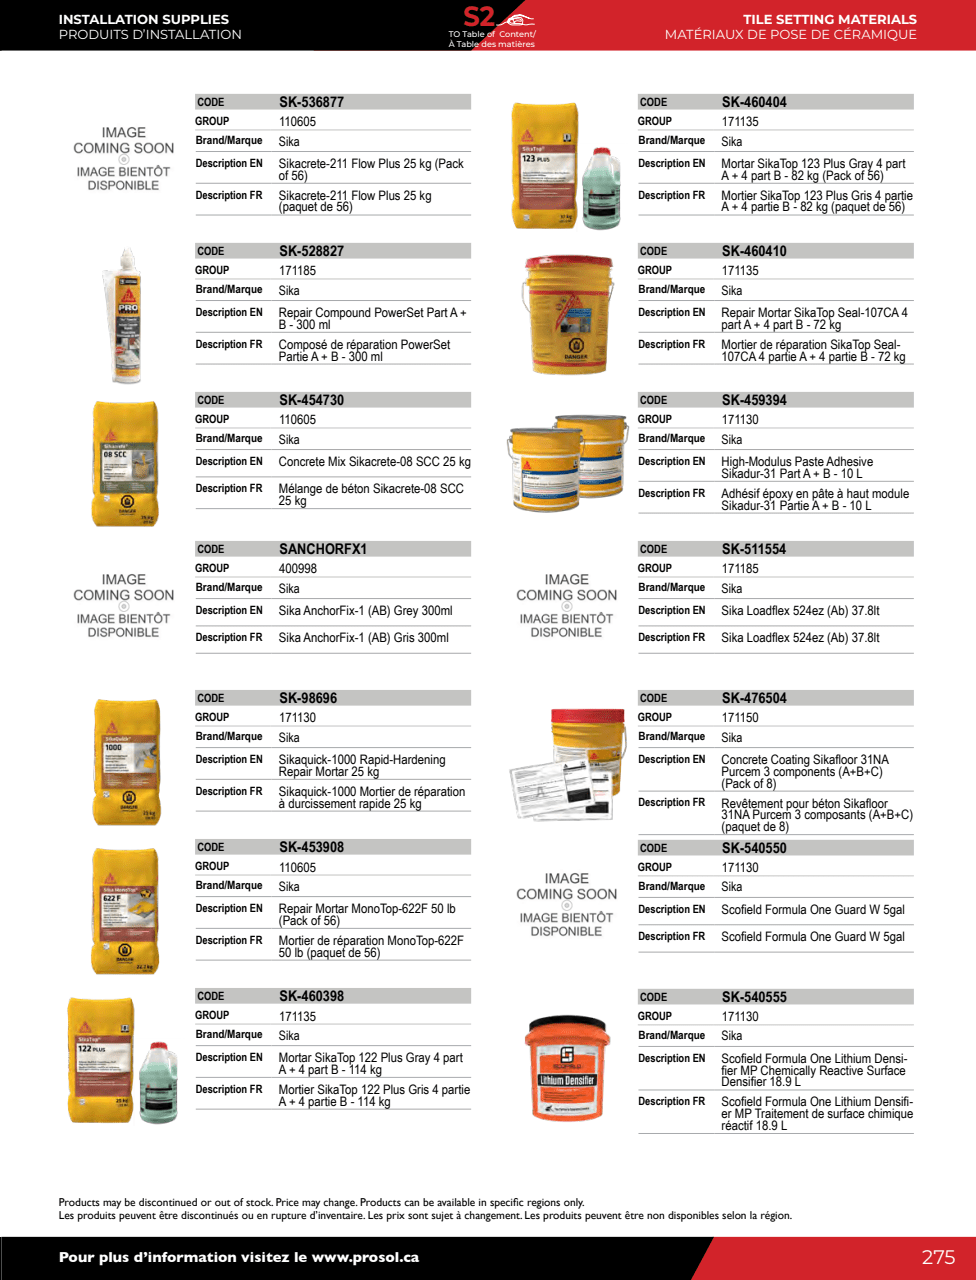 INSTALLATION SUPPLIES
PRODUITS D'INSTALLATION
S2
TO Table of Content/
À Table des matières
TILE SETTING MATERIALS
MATÉRIAUX DE POSE DE CÉRAMIQUE
IMAGE
COMING SOON
IMAGE BIENTÔT
DISPONIBLE
CODE SK-536877
GROUP 110605
Brand/Marque Sika
Description EN Sikacrete-211 Flow Plus 25 kg (Pack
of 56)
Description FR Sikacrete-211 Flow Plus 25 kg
(paquet de 56)
SikaTop
123 PLUS
CODE SK-460404
GROUP 171135
Brand/Marque Sika
Description EN Mortar SikaTop 123 Plus Gray 4 part
A + 4 part B - 82 kg (Pack of 56)
Description FR Mortier SikaTop 123 Plus Gris 4 partie
A + 4 partie B - 82 kg (paquet de 56)
PRO
CODE SK-528827
GROUP 171185
Brand/Marque Sika
Description EN Repair Compound PowerSet Part A +
B - 300 ml
Description FR Composé de réparation PowerSet
Partie A + B - 300 ml
DANGER
CODE SK-460410
GROUP 171135
Brand/Marque Sika
Description EN Repair Mortar SikaTop Seal-107CA 4
part A + 4 part B - 72 kg
Description FR Mortier de réparation SikaTop Seal-
107CA 4 partie A + 4 partie B - 72 kg
Sikacrete
08 SCC
CODE SK-454730
GROUP 110605
Brand/Marque Sika
Description EN Concrete Mix Sikacrete-08 SCC 25 kg
Description FR Mélange de béton Sikacrete-08 SCC
25 kg
CODE SK-459394
GROUP 171130
Brand/Marque Sika
Description EN High-Modulus Paste Adhesive
Sikadur-31 Part A + B - 10 L
Description FR Adhésif époxy en pâte à haut module
Sikadur-31 Partie A + B - 10 L
IMAGE
COMING SOON
IMAGE BIENTÔT
DISPONIBLE
CODE SANCHORFX1
GROUP 400998
Brand/Marque Sika
Description EN Sika AnchorFix-1 (AB) Grey 300ml
Description FR Sika AnchorFix-1 (AB) Gris 300ml
IMAGE
COMING SOON
IMAGE BIENTÔT
DISPONIBLE
CODE SK-511554
GROUP 171185
Brand/Marque Sika
Description EN Sika Loadflex 524ez (Ab) 37.8lt
Description FR Sika Loadflex 524ez (Ab) 37.8lt
SikaQuick
1000
CODE SK-98696
GROUP 171130
Brand/Marque Sika
Description EN Sikaquick-1000 Rapid-Hardening
Repair Mortar 25 kg
Description FR Sikaquick-1000 Mortier de réparation
à durcissement rapide 25 kg
CODE SK-476504
GROUP 171150
Brand/Marque Sika
Description EN Concrete Coating Sikafloor 31NA
Purcem 3 components (A+B+C)
(Pack of 8)
Description FR Revêtement pour béton Sikafloor
31NA Purcem 3 composants (A+B+C)
(paquet de 8)
Sika MonoTop
622 F
CODE SK-453908
GROUP 110605
Brand/Marque Sika
Description EN Repair Mortar MonoTop-622F 50 lb
(Pack of 56)
Description FR Mortier de réparation MonoTop-622F
50 lb (paquet de 56)
IMAGE
COMING SOON
IMAGE BIENTÔT
DISPONIBLE
CODE SK-540550
GROUP 171130
Brand/Marque Sika
Description EN Scofield Formula One Guard W 5gal
Description FR Scofield Formula One Guard W 5gal
SikaTop
122 PLUS
CODE SK-460398
GROUP 171135
Brand/Marque Sika
Description EN Mortar SikaTop 122 Plus Gray 4 part
A + 4 part B - 114 kg
Description FR Mortier SikaTop 122 Plus Gris 4 partie
A + 4 partie B - 114 kg
Lithium Densifier
CODE SK-540555
GROUP 171130
Brand/Marque Sika
Description EN Scofield Formula One Lithium Densi-
fier MP Chemically Reactive Surface
Densifier 18.9 L
Description FR Scofield Formula One Lithium Densifi-
er MP Traitement de surface chimique
réactif 18.9 L
Products may be discontinued or out of stock. Price may change. Products can be available in specific regions only.
Les produits peuvent être discontinués ou en rupture d'inventaire. Les prix sont sujet à changement. Les produits peuvent être non disponibles selon la région.
Pour plus d'information visitez le www.prosol.ca
275